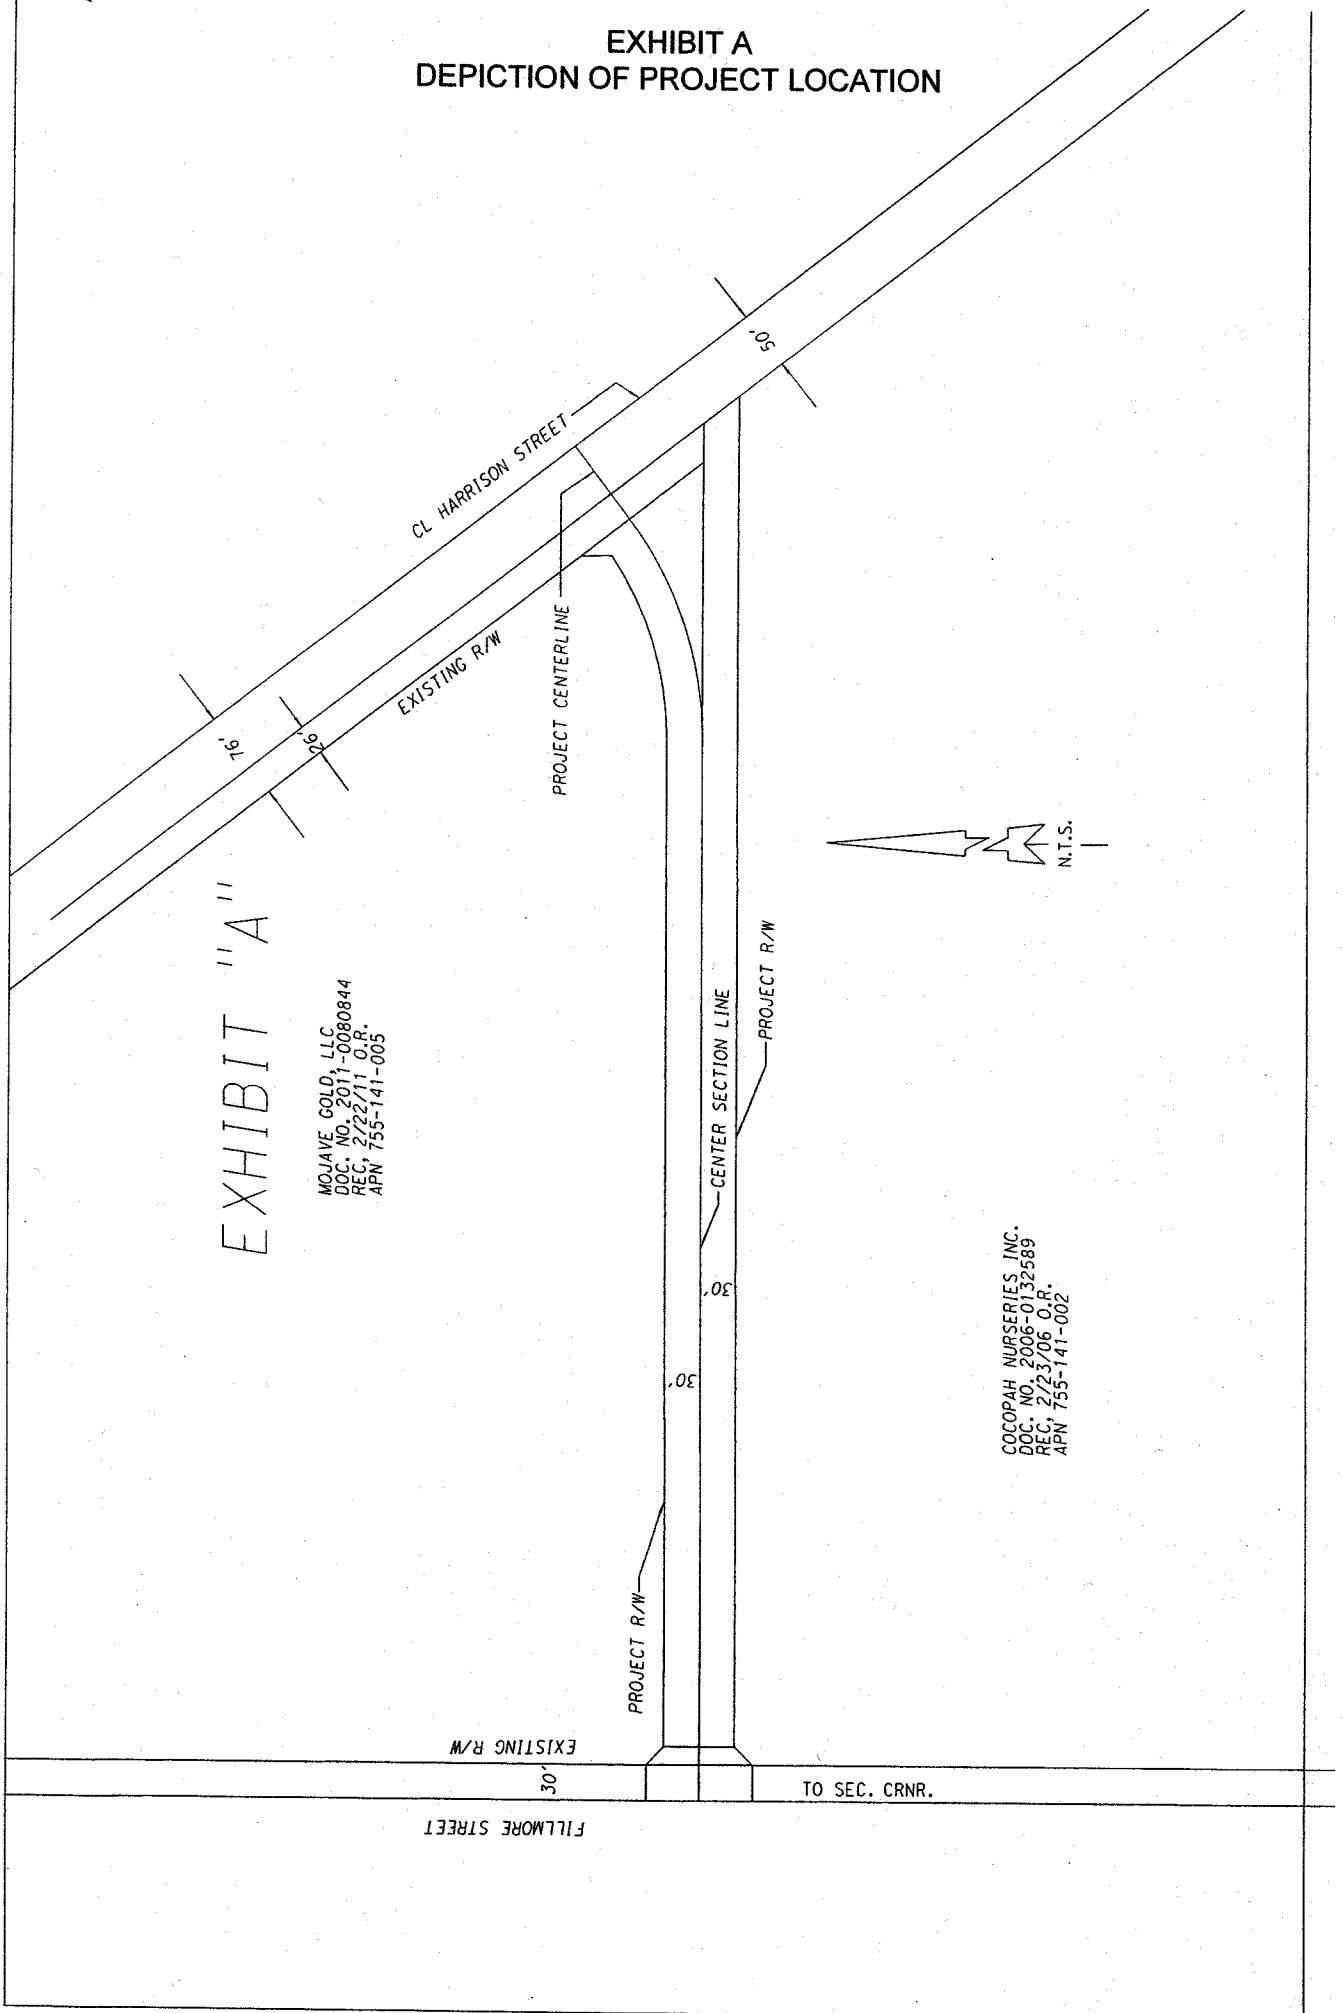 EXHIBIT A
DEPICTION OF PROJECT LOCATION
50'
CL HARRISON STREET
76'
26'
EXISTING R/W
PROJECT CENTERLINE
N.T.S.
EXHIBIT "A"
MOJAVE GOLD, LLC
DOC. NO. 2011-0080844
REC, 2/22/11 O.R.
APN 755-141-005
PROJECT R/W
CENTER SECTION LINE
30'
30'
COCOPAH NURSERIES INC.
DOC. NO. 2006-0132589
REC, 2/23/06 O.R.
APN 755-141-002
PROJECT R/W
EXISTING R/W
30'
TO SEC. CRNR.
FILLMORE STREET